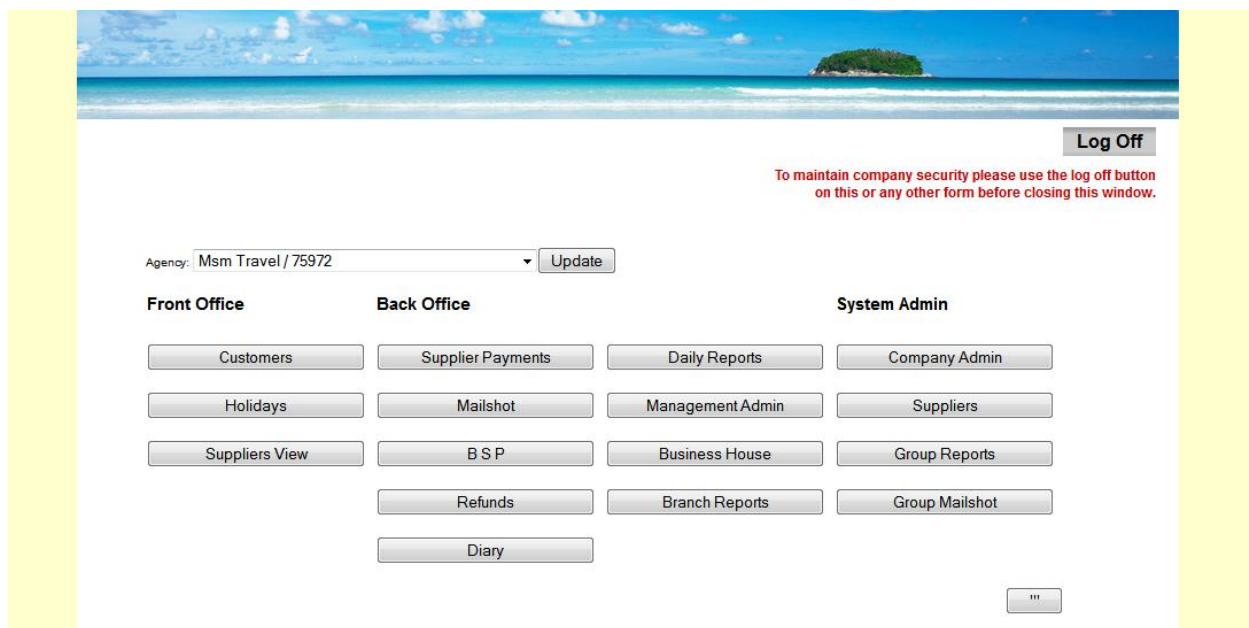 Log Off
To maintain company security please use the log off button
on this or any other form before closing this window.
Agency: Msm Travel / 75972 Update
Front Office Back Office System Admin
Customers Supplier Payments Daily Reports Company Admin
Holidays Mailshot Management Admin Suppliers
Suppliers View B S P Business House Group Reports
Refunds Branch Reports Group Mailshot
Diary
'''